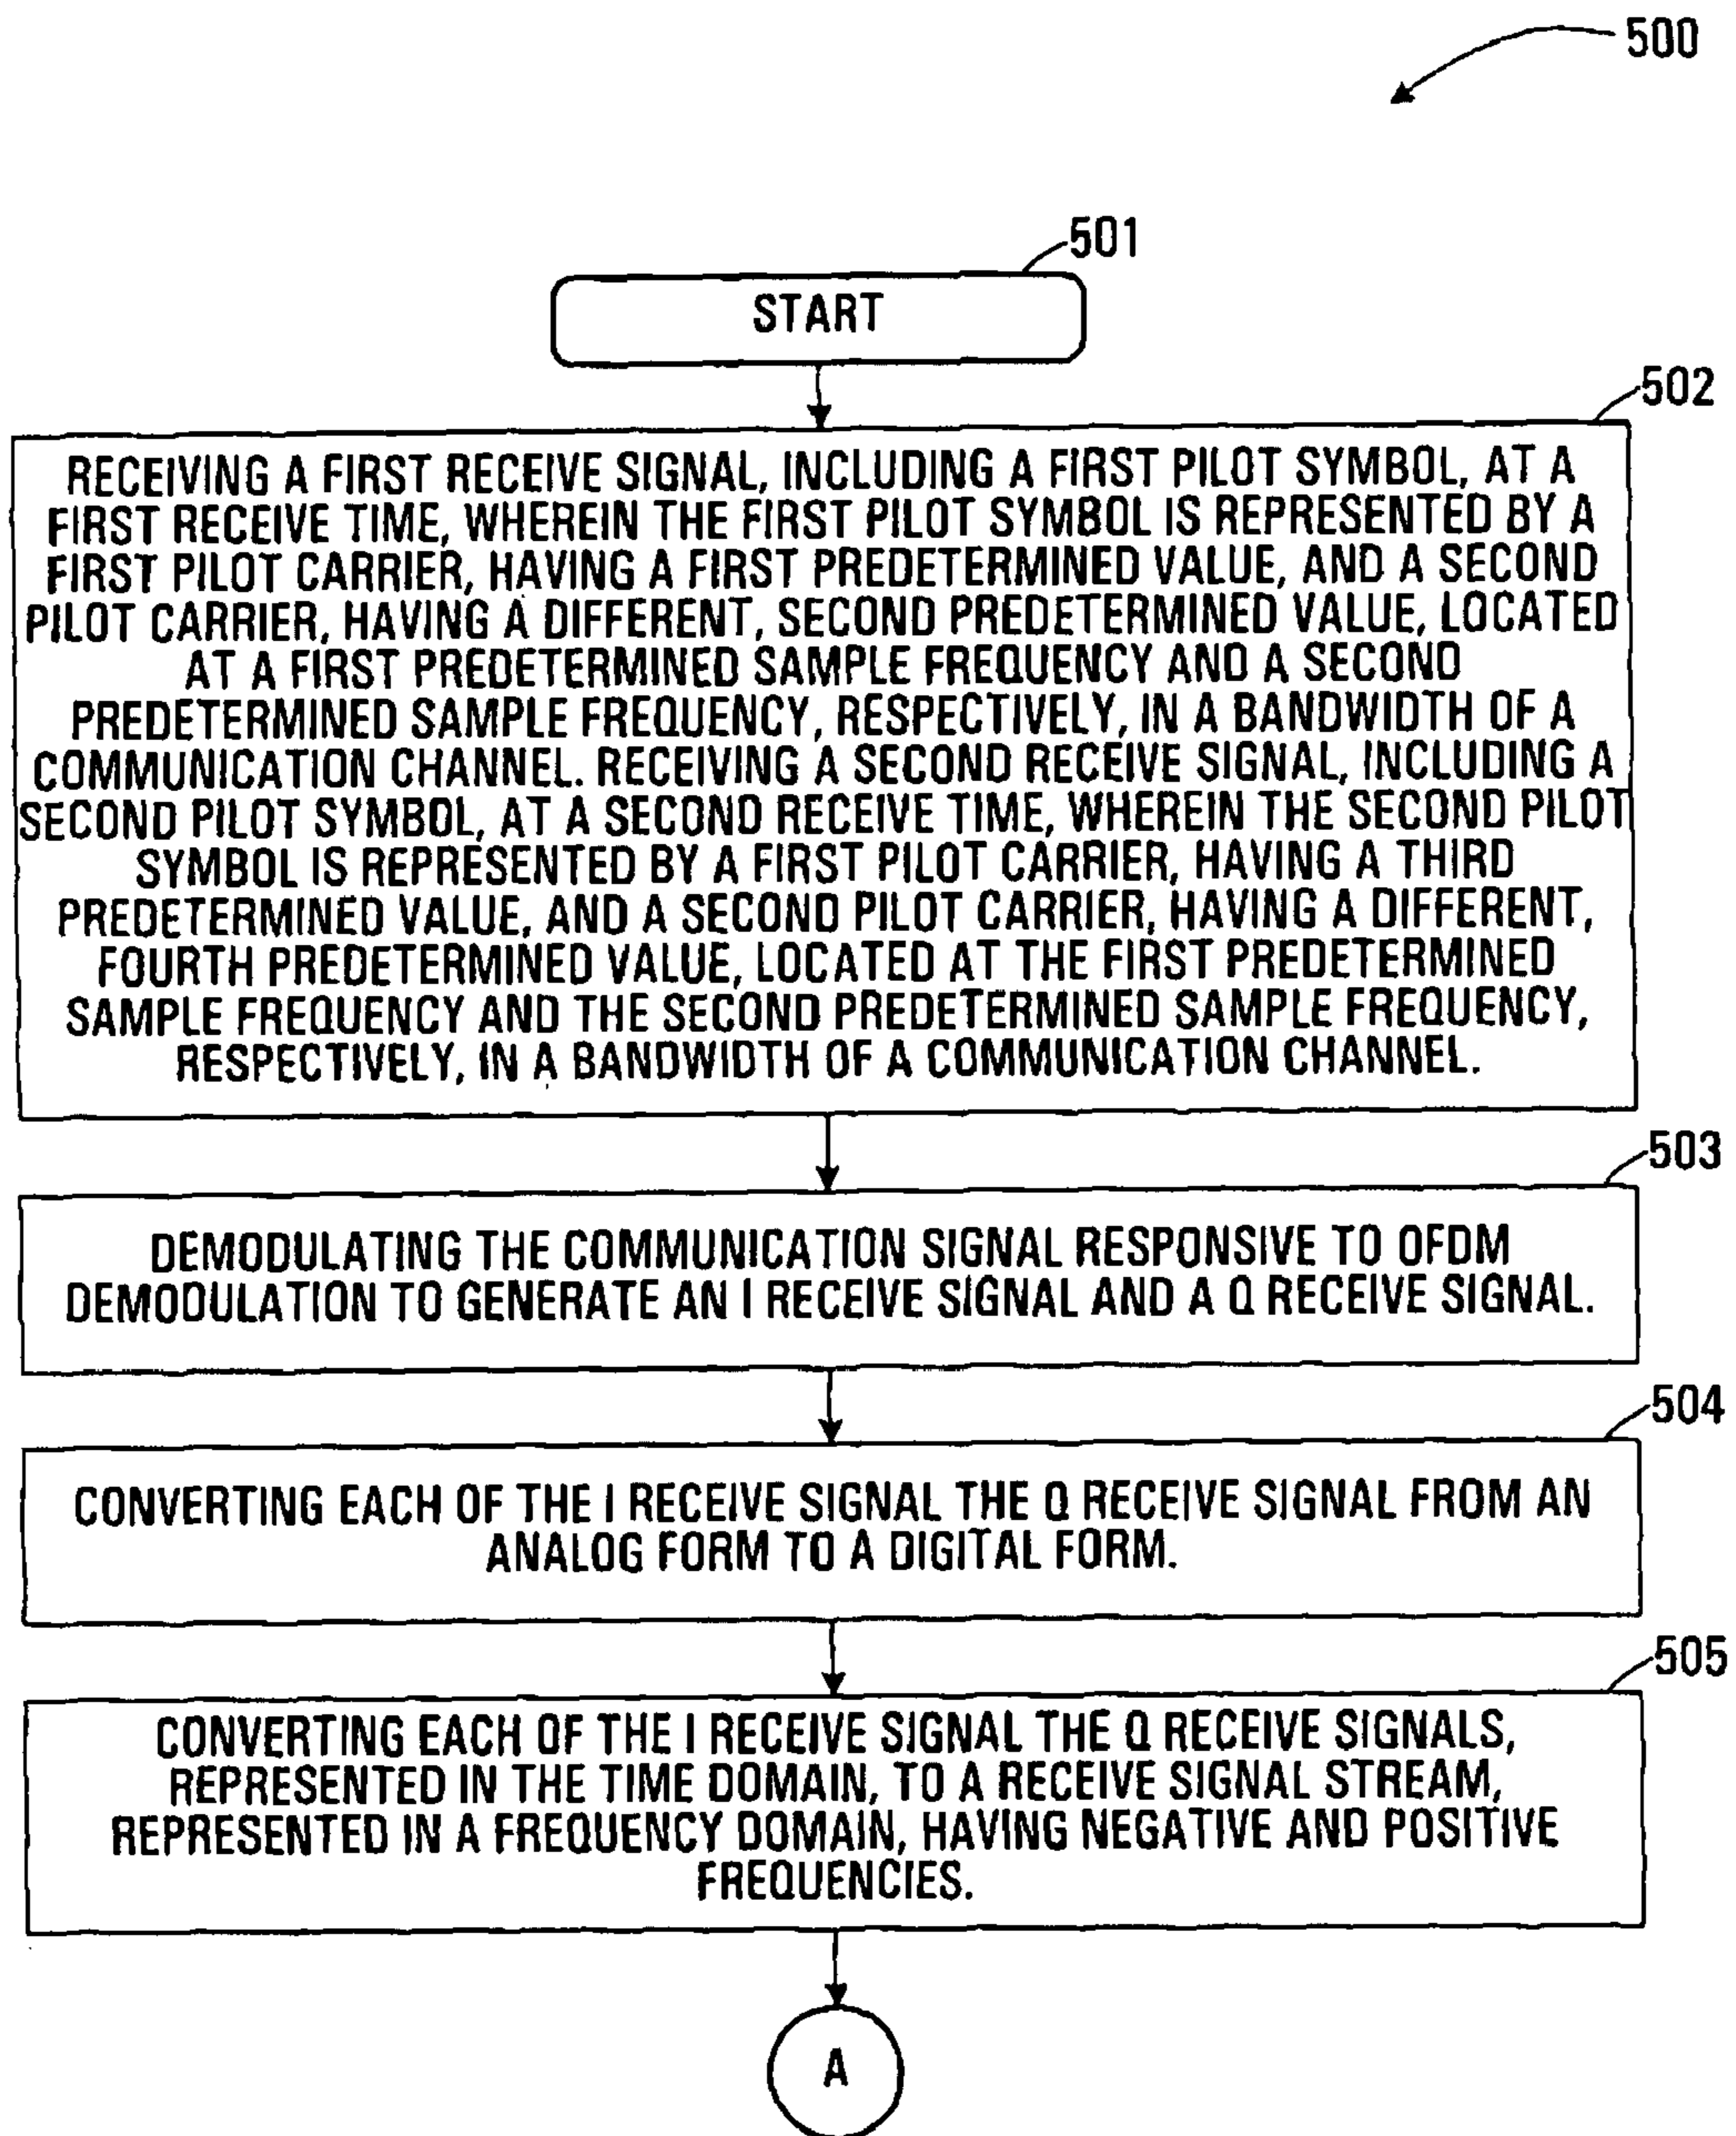 500
501
START
502
RECEIVING A FIRST RECEIVE SIGNAL, INCLUDING A FIRST PILOT SYMBOL, AT A
FIRST RECEIVE TIME, WHEREIN THE FIRST PILOT SYMBOL IS REPRESENTED BY A
FIRST PILOT CARRIER, HAVING A FIRST PREDETERMINED VALUE, AND A SECOND
PILOT CARRIER, HAVING A DIFFERENT, SECOND PREDETERMINED VALUE, LOCATED
AT A FIRST PREDETERMINED SAMPLE FREQUENCY AND A SECOND
PREDETERMINED SAMPLE FREQUENCY, RESPECTIVELY, IN A BANDWIDTH OF A
COMMUNICATION CHANNEL. RECEIVING A SECOND RECEIVE SIGNAL, INCLUDING A
SECOND PILOT SYMBOL, AT A SECOND RECEIVE TIME, WHEREIN THE SECOND PILOT
SYMBOL IS REPRESENTED BY A FIRST PILOT CARRIER, HAVING A THIRD
PREDETERMINED VALUE, AND A SECOND PILOT CARRIER, HAVING A DIFFERENT,
FOURTH PREDETERMINED VALUE, LOCATED AT THE FIRST PREDETERMINED
SAMPLE FREQUENCY AND THE SECOND PREDETERMINED SAMPLE FREQUENCY,
RESPECTIVELY, IN A BANDWIDTH OF A COMMUNICATION CHANNEL.
503
DEMODULATING THE COMMUNICATION SIGNAL RESPONSIVE TO OFDM
DEMODULATION TO GENERATE AN I RECEIVE SIGNAL AND A Q RECEIVE SIGNAL.
504
CONVERTING EACH OF THE I RECEIVE SIGNAL THE Q RECEIVE SIGNAL FROM AN
ANALOG FORM TO A DIGITAL FORM.
505
CONVERTING EACH OF THE I RECEIVE SIGNAL THE Q RECEIVE SIGNALS,
REPRESENTED IN THE TIME DOMAIN, TO A RECEIVE SIGNAL STREAM,
REPRESENTED IN A FREQUENCY DOMAIN, HAVING NEGATIVE AND POSITIVE
FREQUENCIES.
A